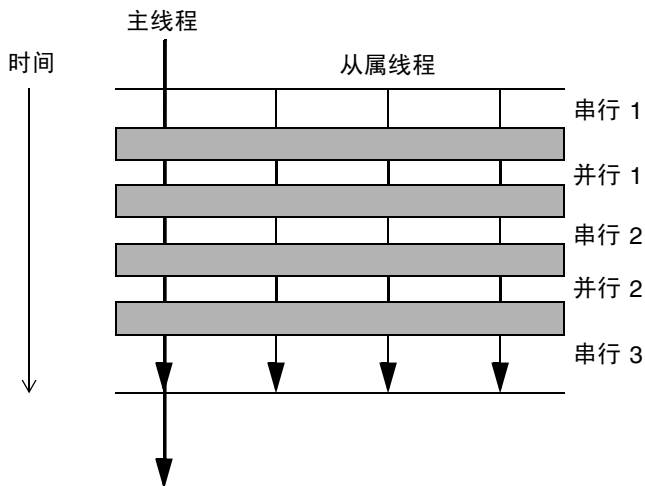 主线程
时间
从属线程
串行 1
并行 1
串行 2
并行 2
串行 3